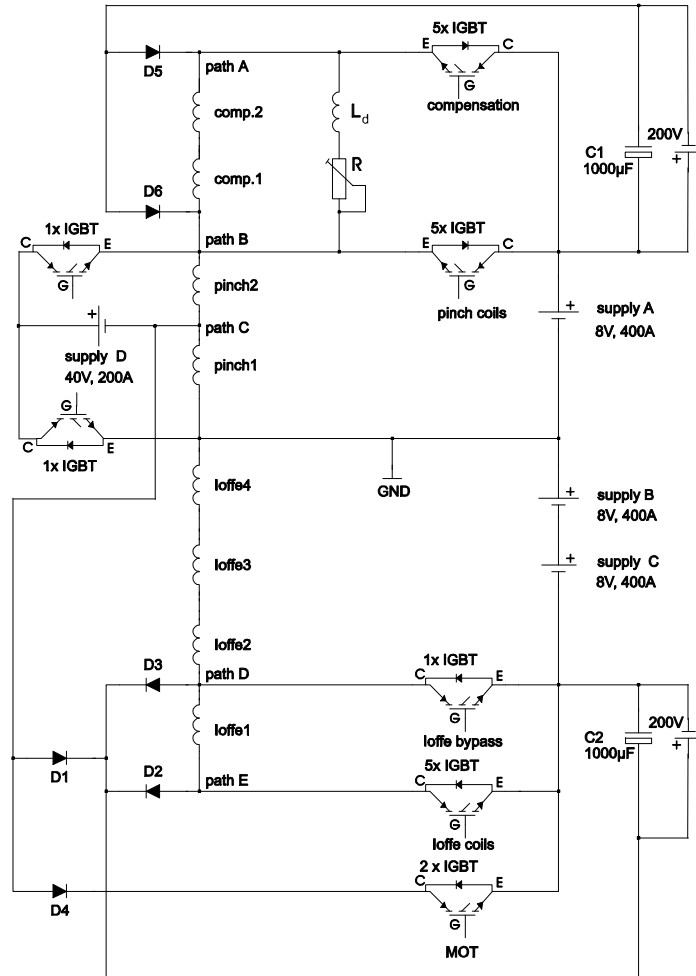 5x IGBT
E
C
D5
path A
G
compensation
comp.2
L_d
200V
C1
1000µF
+
comp.1
R
D6
1x IGBT
5x IGBT
path B
C
E
E
C
G
G
pinch2
pinch coils
+
supply A
8V, 400A
+
path C
supply D
40V, 200A
pinch1
G
C
E
1x IGBT
GND
Ioffe4
+
supply B
8V, 400A
Ioffe3
+
supply C
8V, 400A
Ioffe2
1x IGBT
D3
path D
C
E
G
Ioffe bypass
Ioffe1
200V
C2
1000µF
+
D1
D2
path E
5x IGBT
C
E
G
Ioffe coils
2 x IGBT
C
E
D4
G
MOT